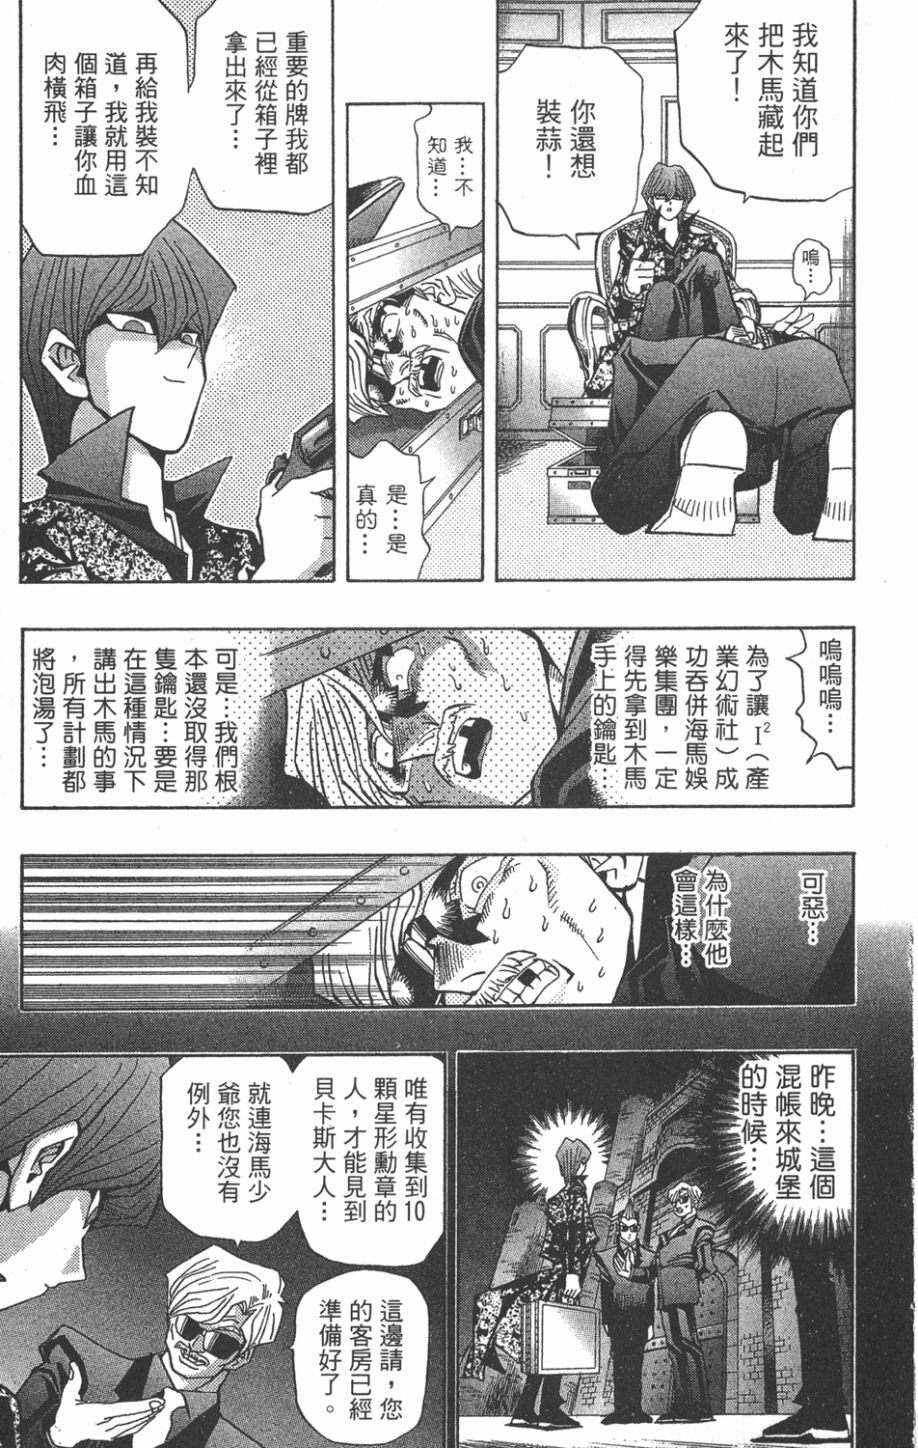 我知道你們
把木馬藏起
來了！
你還想
裝蒜！
嗚…
我…不
知道…
是…是
真的…
重要的牌我都
已經從箱子裡
拿出來了…
再給我裝不知
道，我就用這
個箱子讓你血
肉橫飛…
嗚嗚嗚…
為了讓I²（產
業幻術社）成
功吞併海馬娛
樂集團，一定
得先拿到木馬
手上的鑰匙…
可是…我們根
本還沒取得那
隻鑰匙…要是
在這種情況下
講出木馬的事
，所有計劃都
將泡湯了…
可惡…
為什麼他
會這樣…
昨晚…這個
混帳來城堡
的時候…
唯有收集到10
顆星形勳章的
人，才能見到
貝卡斯大人…
就連海馬少
爺您也沒有
例外…
這邊請，您
的客房已經
準備好了。